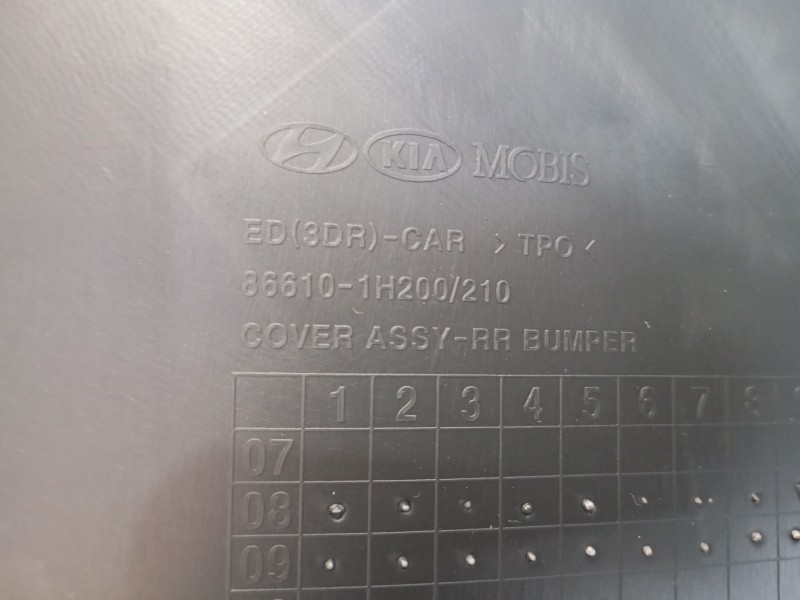 KIA MOBIS
ED(3DR)-CAR > TPO <
86610-1H200/210
COVER ASSY-RR BUMPER
1 2 3 4 5 6 7 8
07
08
09